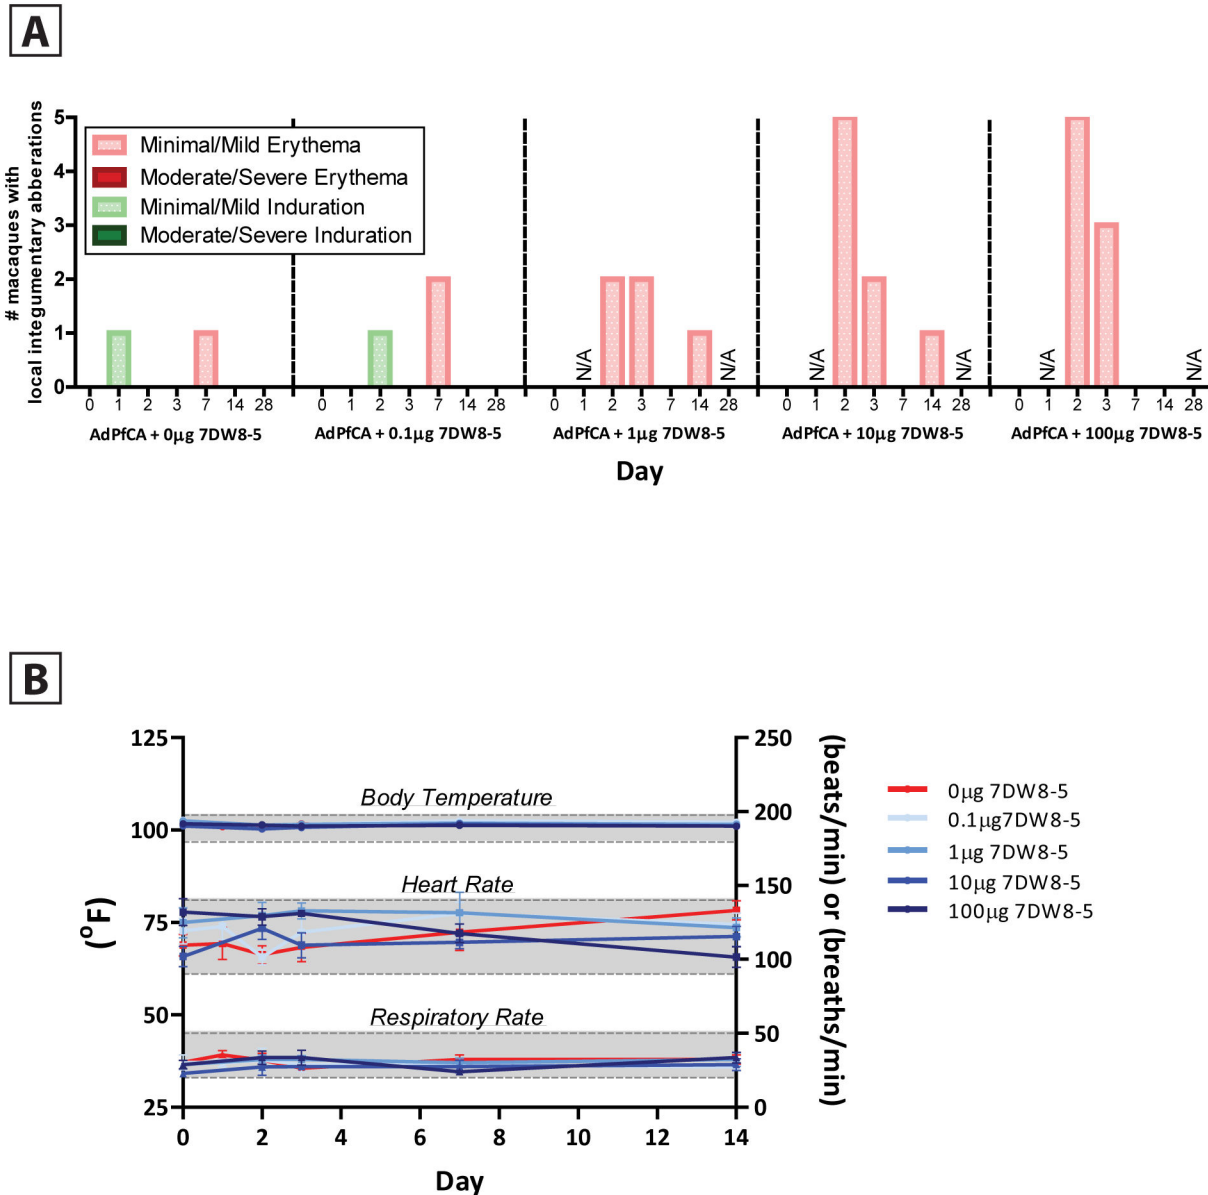 A
# macaques with
local integumentary abberations
5
4
3
2
1
0
Minimal/Mild Erythema
Moderate/Severe Erythema
Minimal/Mild Induration
Moderate/Severe Induration
N/A N/A N/A N/A N/A N/A
0 1 2 3 7 14 28 0 1 2 3 7 14 28 0 1 2 3 7 14 28 0 1 2 3 7 14 28 0 1 2 3 7 14 28
AdPfCA + 0µg 7DW8-5 AdPfCA + 0.1µg 7DW8-5 AdPfCA + 1µg 7DW8-5 AdPfCA + 10µg 7DW8-5 AdPfCA + 100µg 7DW8-5
Day
B
(°F)
125
100
75
50
25
Body Temperature
Heart Rate
Respiratory Rate
250
200
150
100
50
0
(beats/min) or (breaths/min)
0 2 4 6 8 10 12 14
Day
0µg 7DW8-5
0.1µg7DW8-5
1µg 7DW8-5
10µg 7DW8-5
100µg 7DW8-5